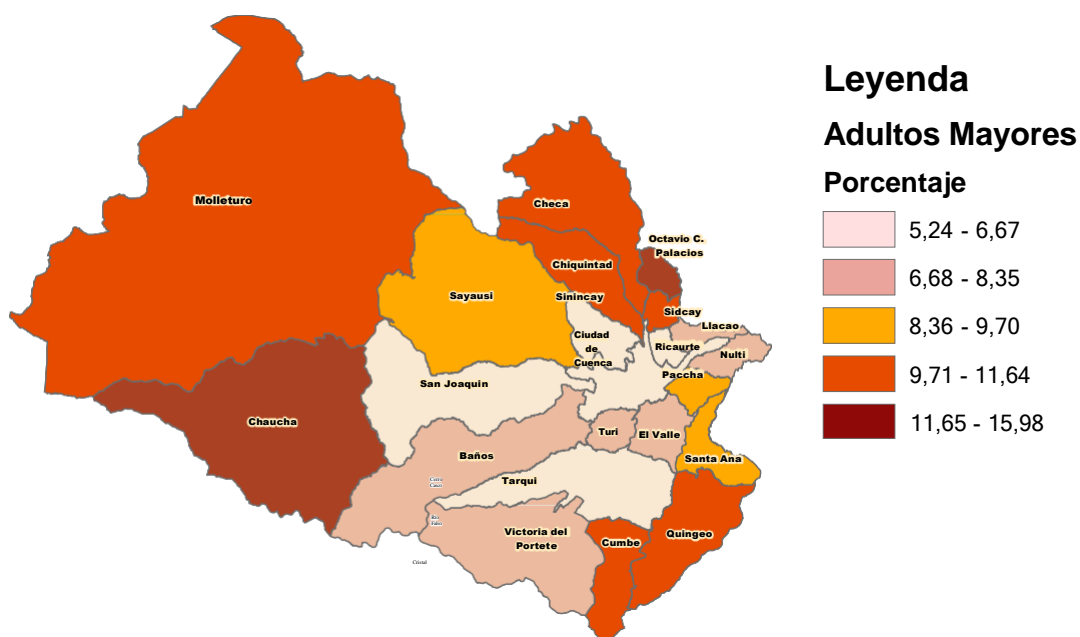 Leyenda
Adultos Mayores
Porcentaje
5,24 - 6,67
6,68 - 8,35
8,36 - 9,70
9,71 - 11,64
11,65 - 15,98
Molleturo
Checa
Octavio C.
Palacios
Chiquintad
Sayausi
Sinincay
Sidcay
Llacao
Ciudad
de
Cuenca
Ricaurte
Nulti
Paccha
San Joaquin
Chaucha
Turi
El Valle
Baños
Santa Ana
Tarqui
Victoria del
Portete
Cumbe
Quingeo
Cristal